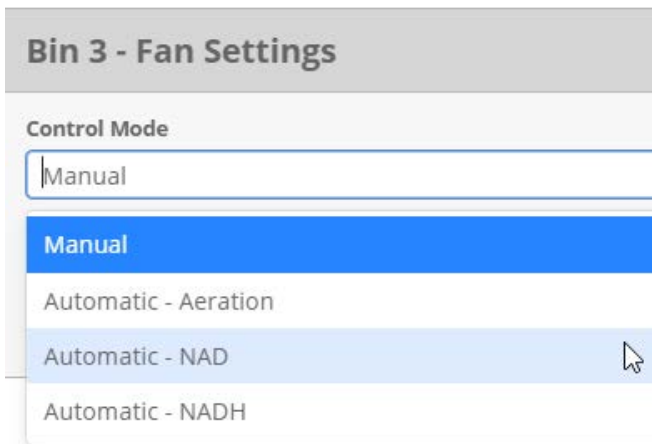 Bin 3 - Fan Settings
Control Mode
Manual
Manual
Automatic - Aeration
Automatic - NAD
Automatic - NADH